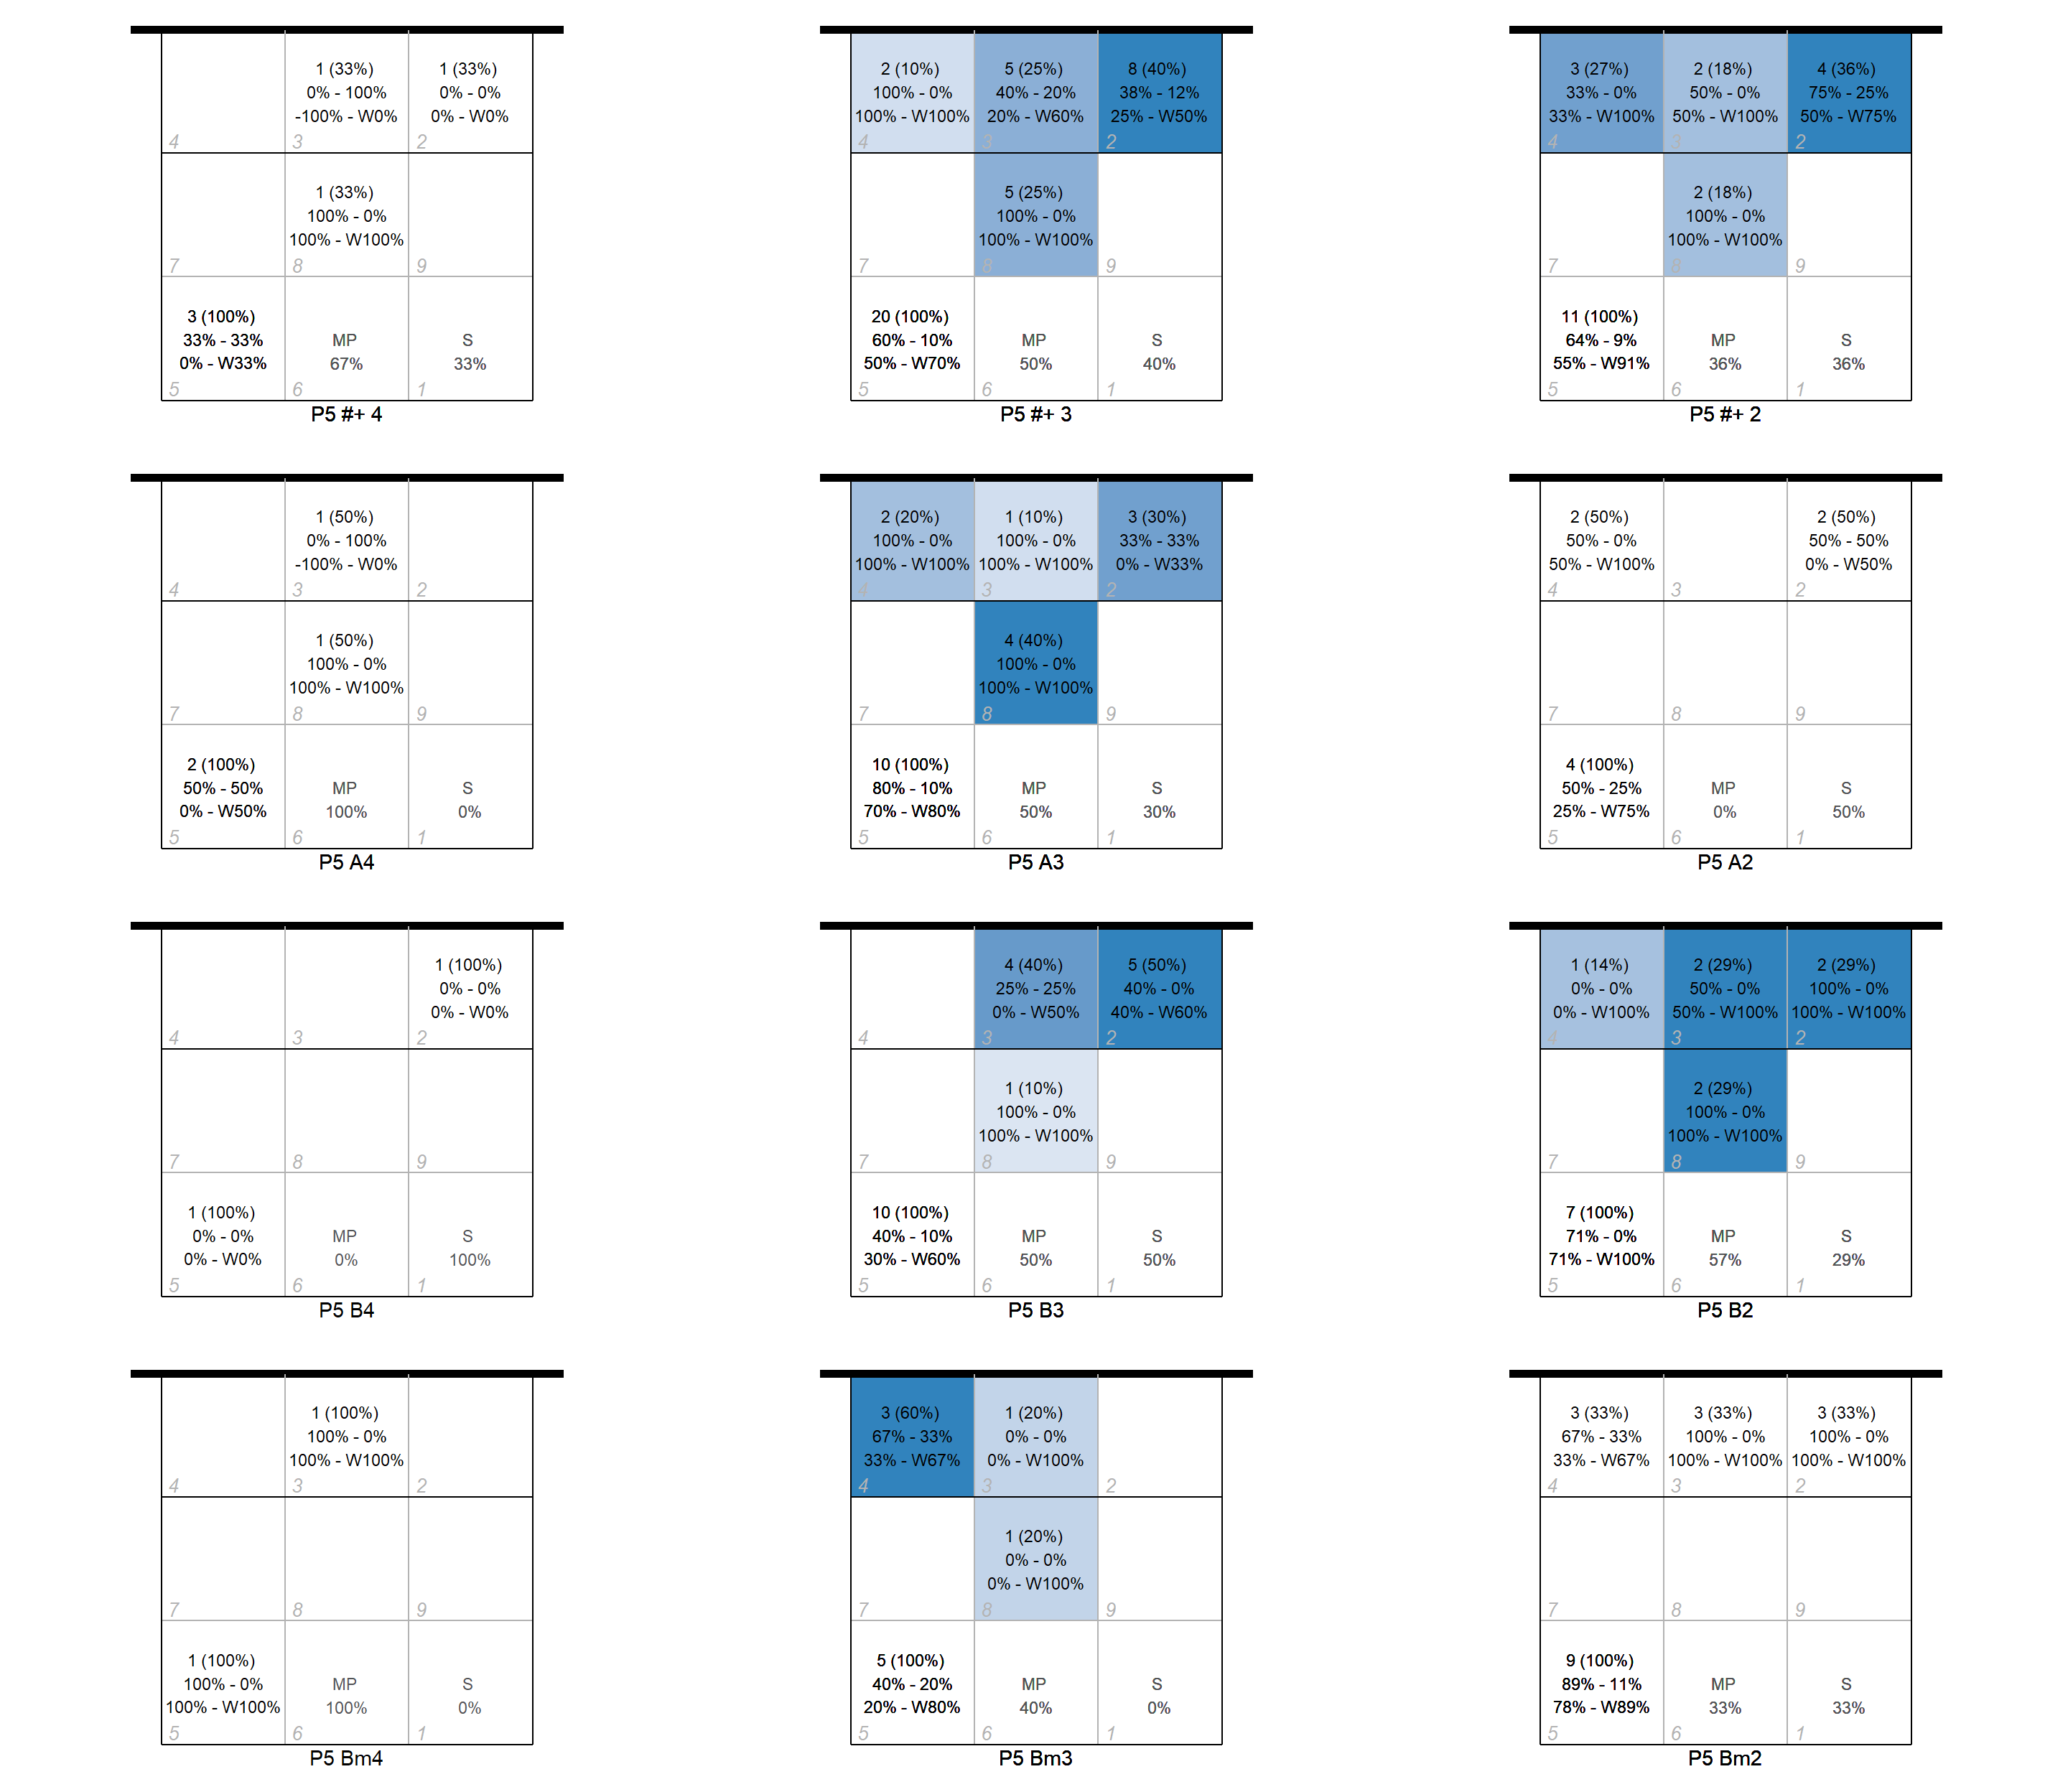 1 (33%)
0% - 100%
-100% - W0%
1 (33%)
0% - 0%
0% - W0%
4
3
2
1 (33%)
100% - 0%
100% - W100%
7
8
9
3 (100%)
33% - 33%
0% - W33%
MP
67%
S
33%
5
6
1
P5 #+ 4
2 (10%)
100% - 0%
100% - W100%
5 (25%)
40% - 20%
20% - W60%
8 (40%)
38% - 12%
25% - W50%
4
3
2
5 (25%)
100% - 0%
100% - W100%
7
8
9
20 (100%)
60% - 10%
50% - W70%
MP
50%
S
40%
5
6
1
P5 #+ 3
3 (27%)
33% - 0%
33% - W100%
2 (18%)
50% - 0%
50% - W100%
4 (36%)
75% - 25%
50% - W75%
4
3
2
2 (18%)
100% - 0%
100% - W100%
7
8
9
11 (100%)
64% - 9%
55% - W91%
MP
36%
S
36%
5
6
1
P5 #+ 2
1 (50%)
0% - 100%
-100% - W0%
4
3
2
1 (50%)
100% - 0%
100% - W100%
7
8
9
2 (100%)
50% - 50%
0% - W50%
MP
100%
S
0%
5
6
1
P5 A4
2 (20%)
100% - 0%
100% - W100%
1 (10%)
100% - 0%
100% - W100%
3 (30%)
33% - 33%
0% - W33%
4
3
2
4 (40%)
100% - 0%
100% - W100%
7
8
9
10 (100%)
80% - 10%
70% - W80%
MP
50%
S
30%
5
6
1
P5 A3
2 (50%)
50% - 0%
50% - W100%
2 (50%)
50% - 50%
0% - W50%
4
3
2
7
8
9
4 (100%)
50% - 25%
25% - W75%
MP
0%
S
50%
5
6
1
P5 A2
1 (100%)
0% - 0%
0% - W0%
4
3
2
7
8
9
1 (100%)
0% - 0%
0% - W0%
MP
0%
S
100%
5
6
1
P5 B4
4 (40%)
25% - 25%
0% - W50%
5 (50%)
40% - 0%
40% - W60%
4
3
2
1 (10%)
100% - 0%
100% - W100%
7
8
9
10 (100%)
40% - 10%
30% - W60%
MP
50%
S
50%
5
6
1
P5 B3
1 (14%)
0% - 0%
0% - W100%
2 (29%)
50% - 0%
50% - W100%
2 (29%)
100% - 0%
100% - W100%
4
3
2
2 (29%)
100% - 0%
100% - W100%
7
8
9
7 (100%)
71% - 0%
71% - W100%
MP
57%
S
29%
5
6
1
P5 B2
1 (100%)
100% - 0%
100% - W100%
4
3
2
7
8
9
1 (100%)
100% - 0%
100% - W100%
MP
100%
S
0%
5
6
1
P5 Bm4
3 (60%)
67% - 33%
33% - W67%
1 (20%)
0% - 0%
0% - W100%
4
3
2
1 (20%)
0% - 0%
0% - W100%
7
8
9
5 (100%)
40% - 20%
20% - W80%
MP
40%
S
0%
5
6
1
P5 Bm3
3 (33%)
67% - 33%
33% - W67%
3 (33%)
100% - 0%
100% - W100%
3 (33%)
100% - 0%
100% - W100%
4
3
2
7
8
9
9 (100%)
89% - 11%
78% - W89%
MP
33%
S
33%
5
6
1
P5 Bm2